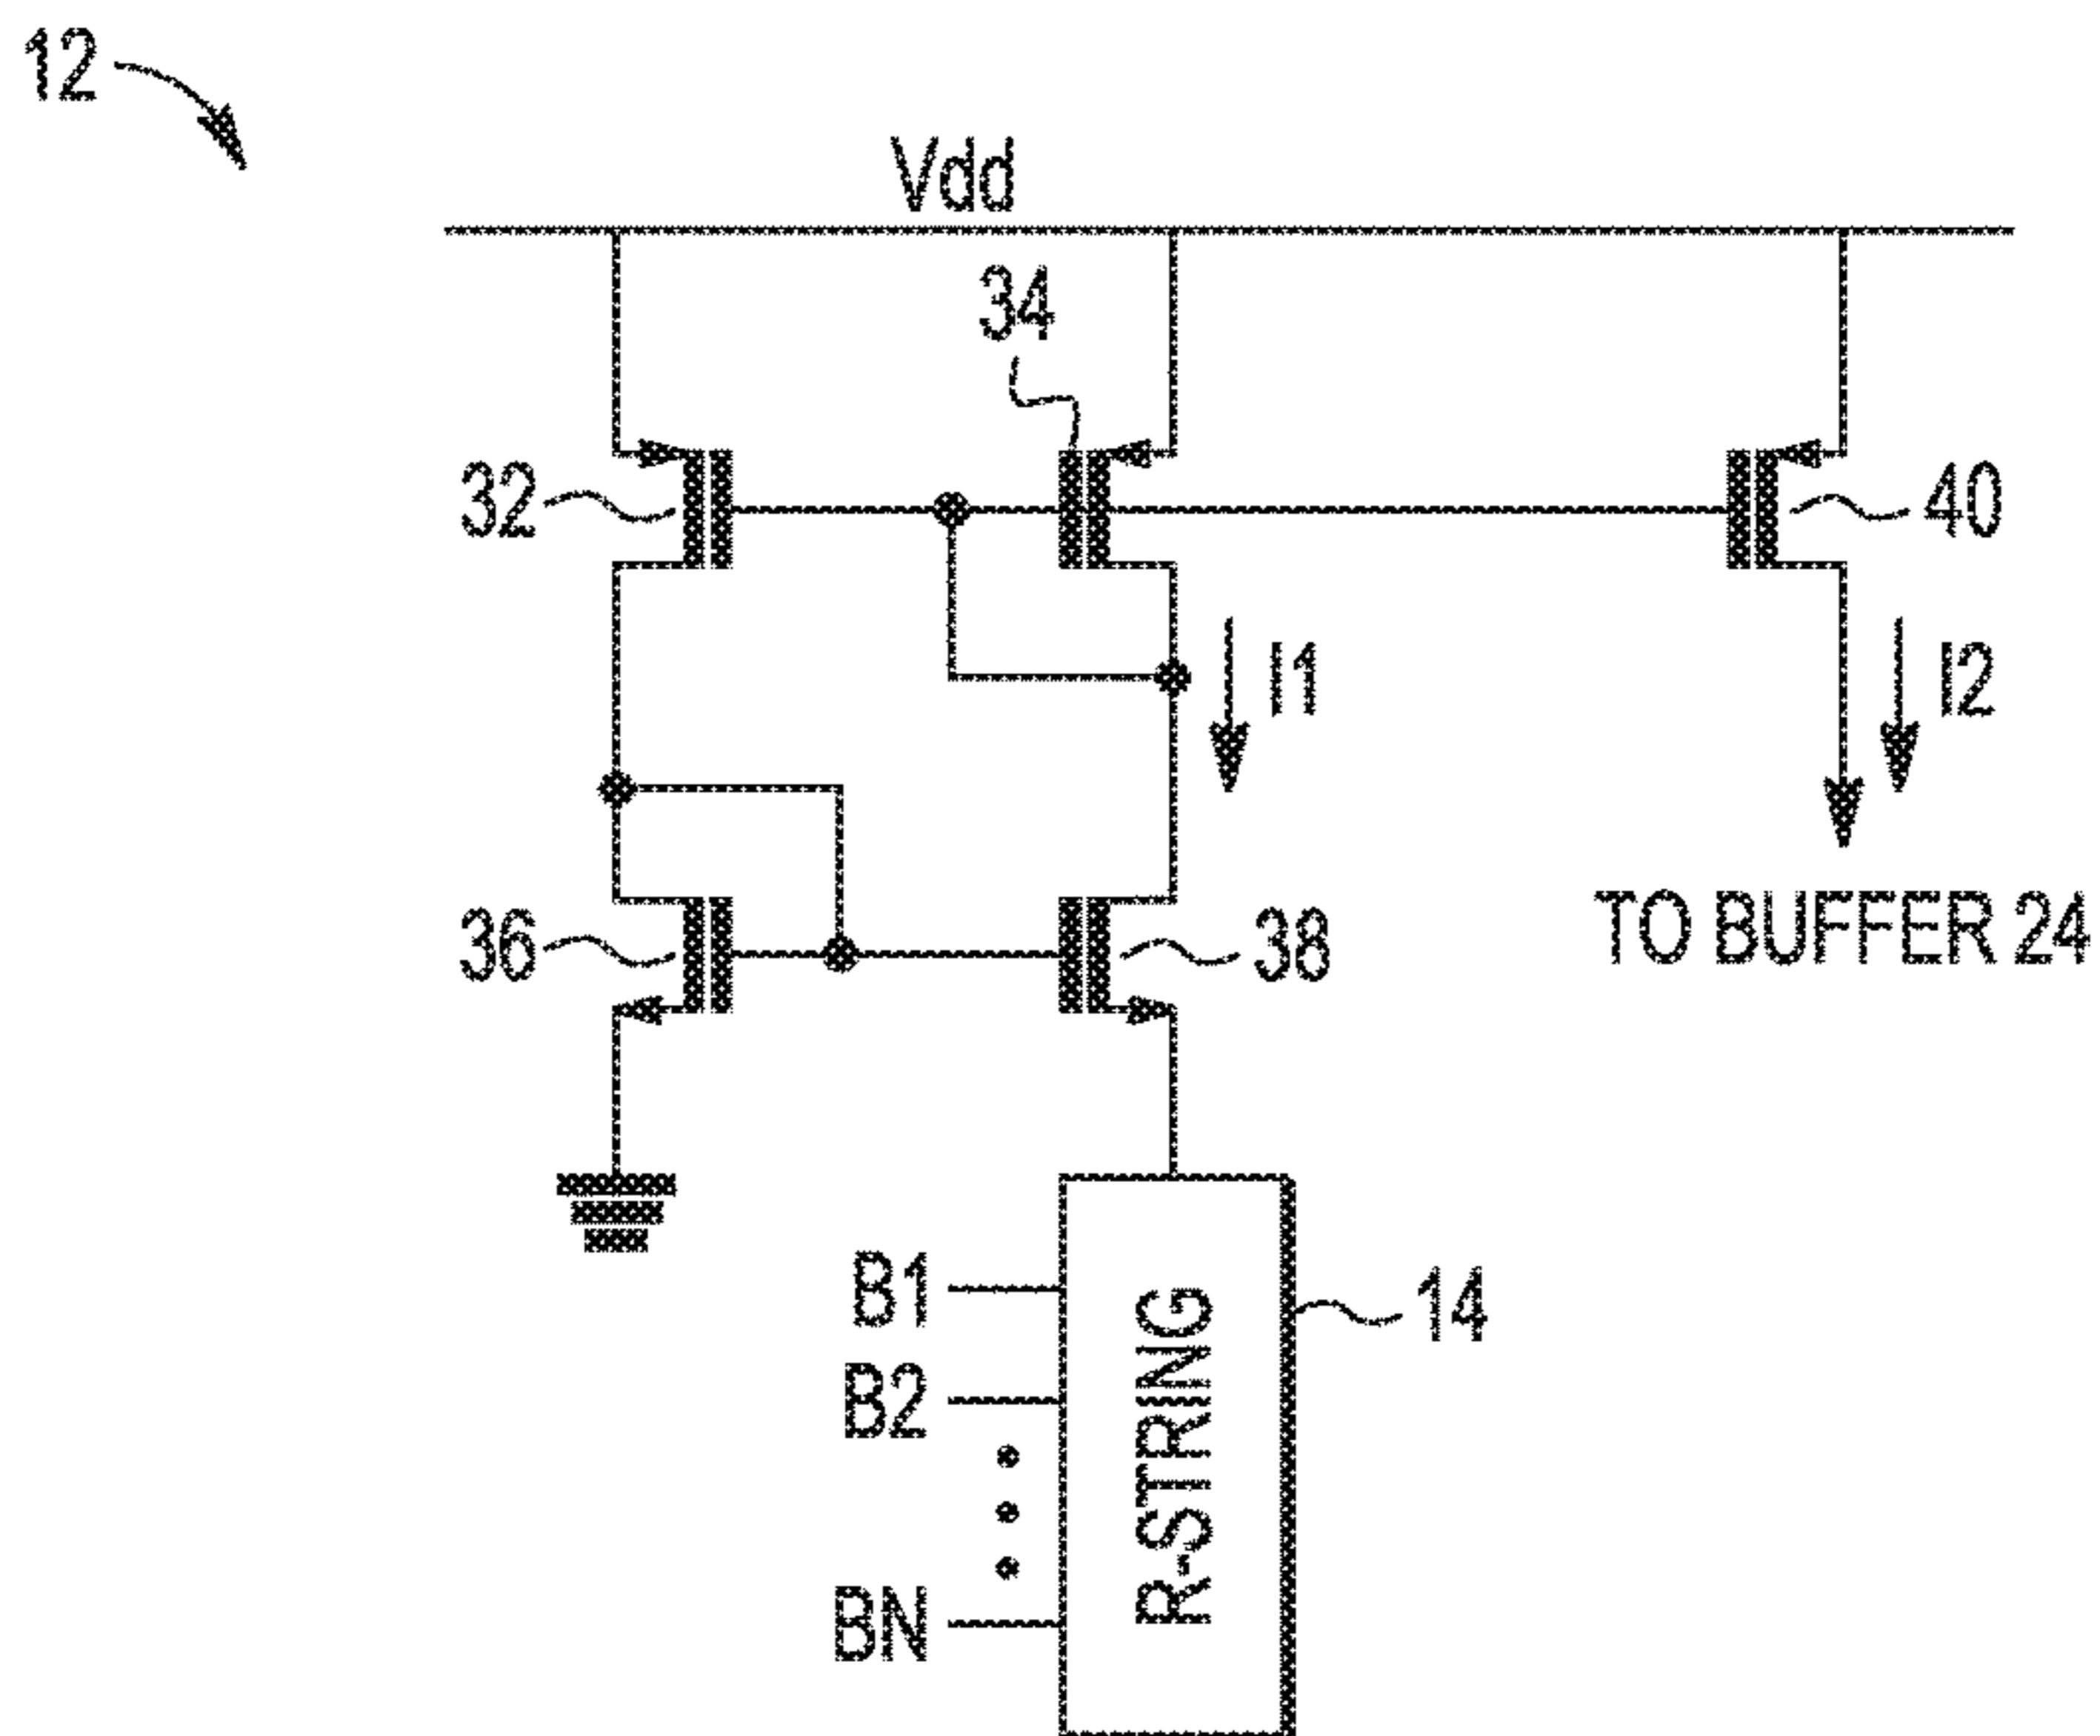 12
Vdd
34
32
40
I1
I2
36
38
TO BUFFER 24
B1
14
B2
BN
R-STRING